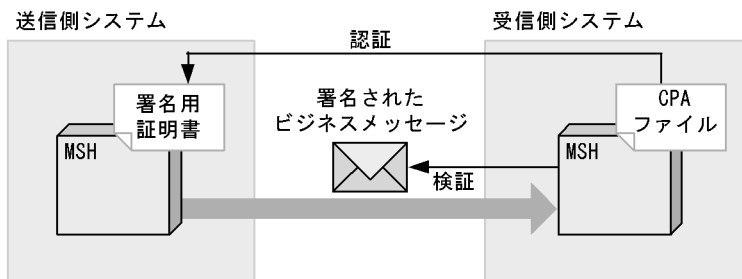 送信側システム
受信側システム
認証
署名用
証明書
署名された
ビジネスメッセージ
CPA
ファイル
MSH
MSH
検証